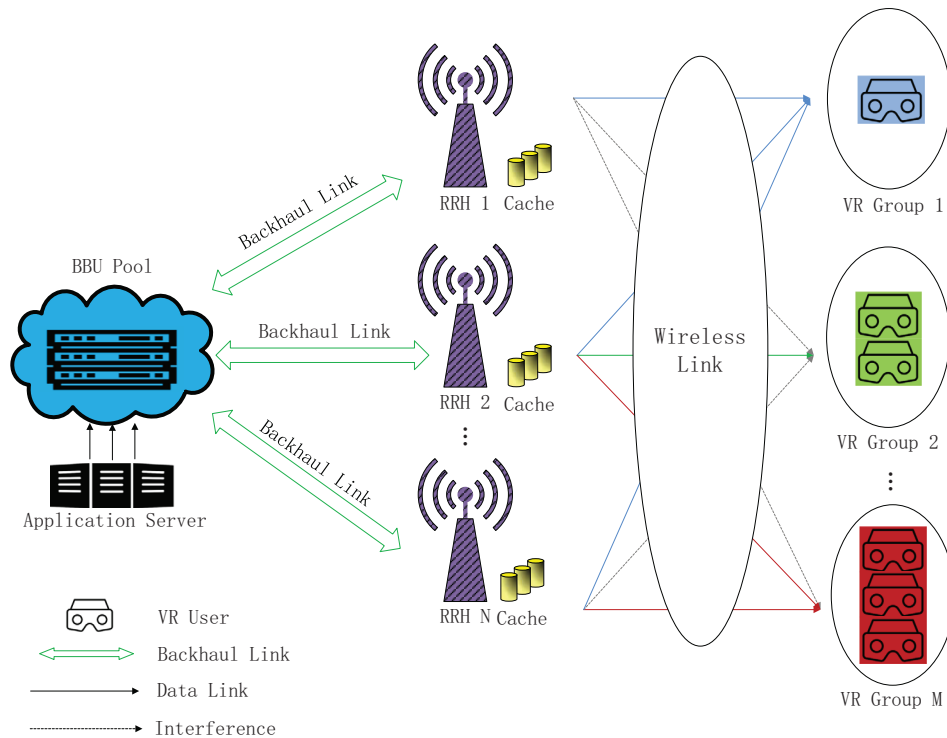 RRH 1
Cache
VR Group 1
Backhaul Link
BBU Pool
Backhaul Link
Wireless
Link
RRH 2
Cache
VR Group 2
...
...
Backhaul Link
Application Server
RRH N
Cache
VR Group M
VR User
Backhaul Link
Data Link
Interference